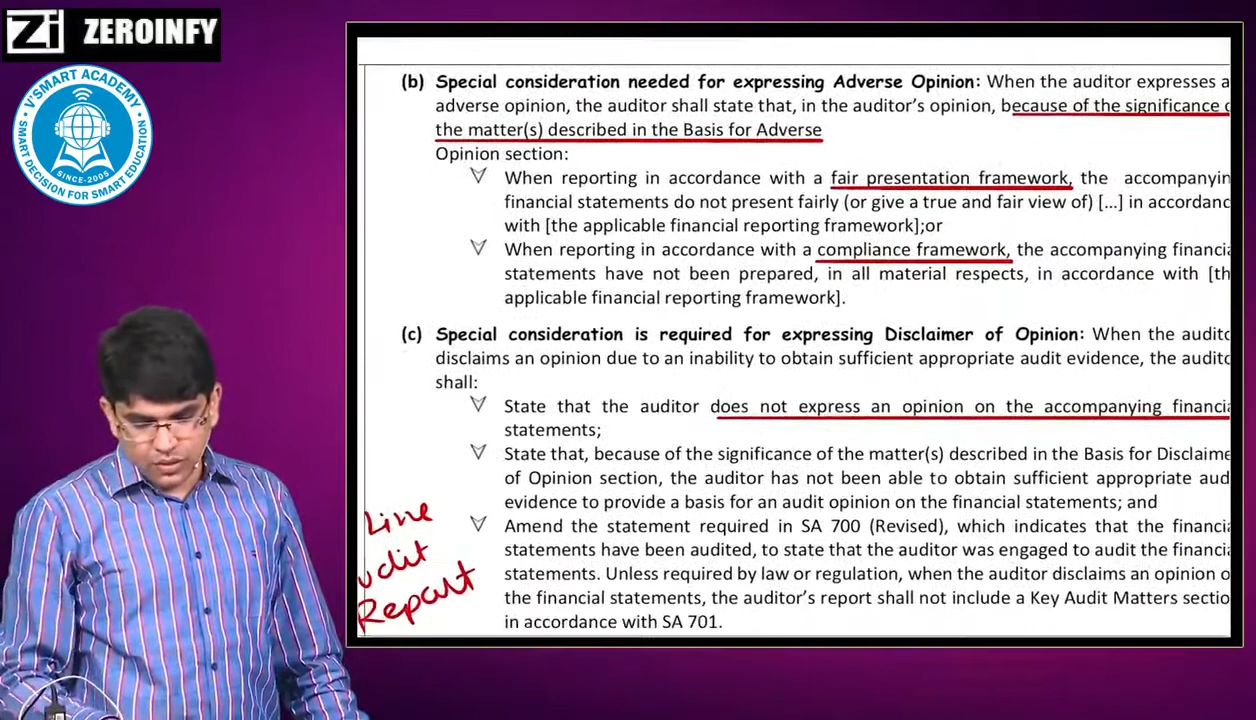 Zi ZEROINFY
V'SMART ACADEMY
SINCE-2005
SMART DECISION FOR SMART EDUCATION
(b) Special consideration needed for expressing Adverse Opinion: When the auditor expresses a
adverse opinion, the auditor shall state that, in the auditor's opinion, because of the significance o
the matter(s) described in the Basis for Adverse
Opinion section:
When reporting in accordance with a fair presentation framework, the accompanyin
financial statements do not present fairly (or give a true and fair view of) [...] in accordanc
with [the applicable financial reporting framework];or
When reporting in accordance with a compliance framework, the accompanying financia
statements have not been prepared, in all material respects, in accordance with [th
applicable financial reporting framework].
(c) Special consideration is required for expressing Disclaimer of Opinion: When the audito
disclaims an opinion due to an inability to obtain sufficient appropriate audit evidence, the audito
shall:
State that the auditor does not express an opinion on the accompanying financia
statements;
State that, because of the significance of the matter(s) described in the Basis for Disclaime
of Opinion section, the auditor has not been able to obtain sufficient appropriate aud
evidence to provide a basis for an audit opinion on the financial statements; and
Amend the statement required in SA 700 (Revised), which indicates that the financia
statements have been audited, to state that the auditor was engaged to audit the financia
statements. Unless required by law or regulation, when the auditor disclaims an opinion o
the financial statements, the auditor's report shall not include a Key Audit Matters sectio
in accordance with SA 701.
Line
udit
Report